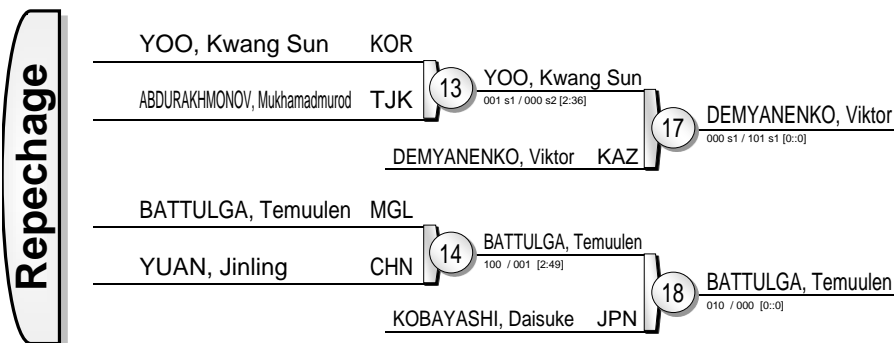 Repechage
YOO, Kwang Sun KOR
ABDURAKHMONOV, Mukhamadmurod TJK
13
YOO, Kwang Sun
001 s1 / 000 s2 [2:36]
DEMYANENKO, Viktor KAZ
17
DEMYANENKO, Viktor
000 s1 / 101 s1 [0::0]
BATTULGA, Temuulen MGL
YUAN, Jinling CHN
14
BATTULGA, Temuulen
100 / 001 [2:49]
KOBAYASHI, Daisuke JPN
18
BATTULGA, Temuulen
010 / 000 [0::0]